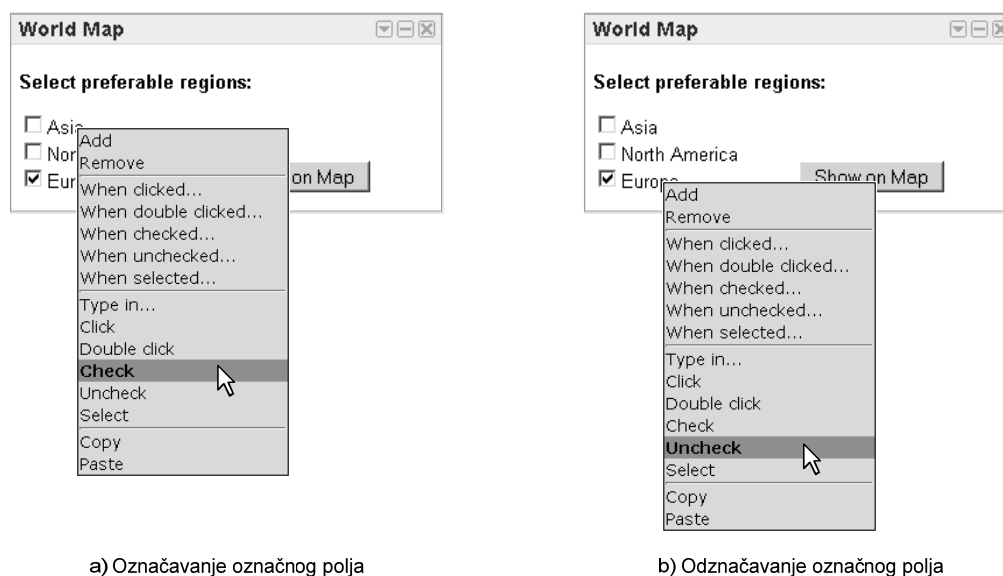 World Map
Select preferable regions:
Asia
Nor
Eur
on Map
Add
Remove
When clicked...
When double clicked...
When checked...
When unchecked...
When selected...
Type in...
Click
Double click
Check
Uncheck
Select
Copy
Paste
a) Označavanje označnog polja
World Map
Select preferable regions:
Asia
North America
Europe
Show on Map
Add
Remove
When clicked...
When double clicked...
When checked...
When unchecked...
When selected...
Type in...
Click
Double click
Check
Uncheck
Select
Copy
Paste
b) Odznačavanje označnog polja